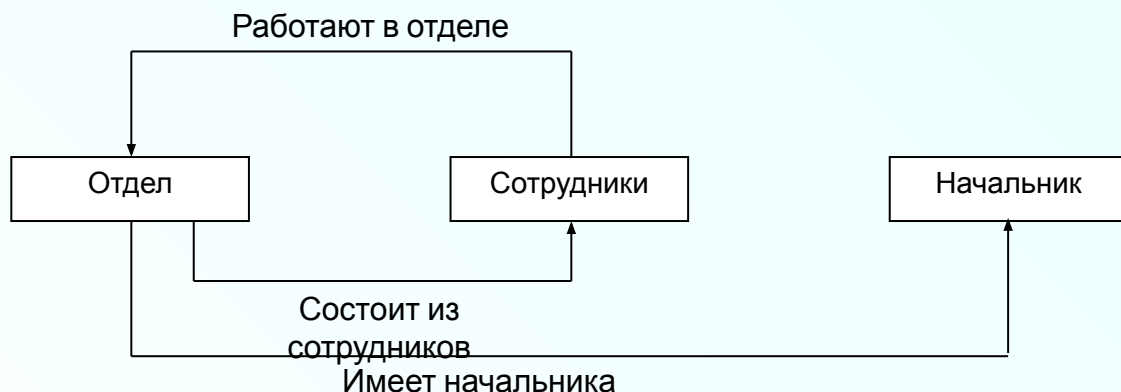 Работают в отделе
Отдел
Сотрудники
Начальник
Состоит из
сотрудников
Имеет начальника